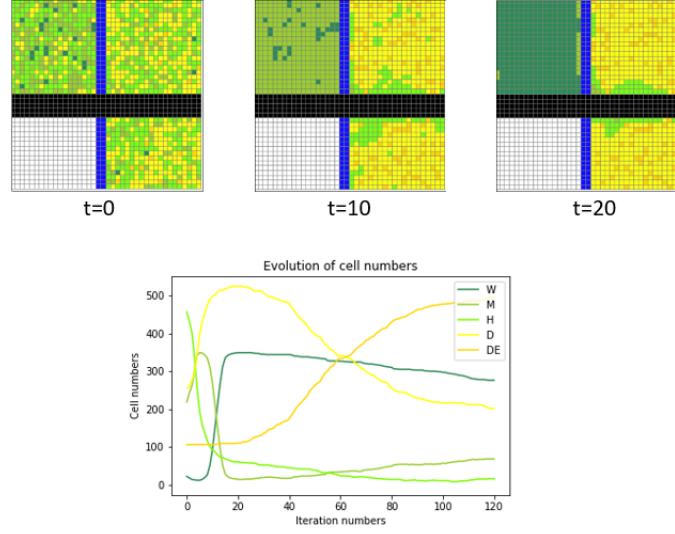 t=0
t=10
t=20
Evolution of cell numbers
W
M
H
D
DE
500
400
300
200
100
0
Cell numbers
0
20
40
60
80
100
120
Iteration numbers